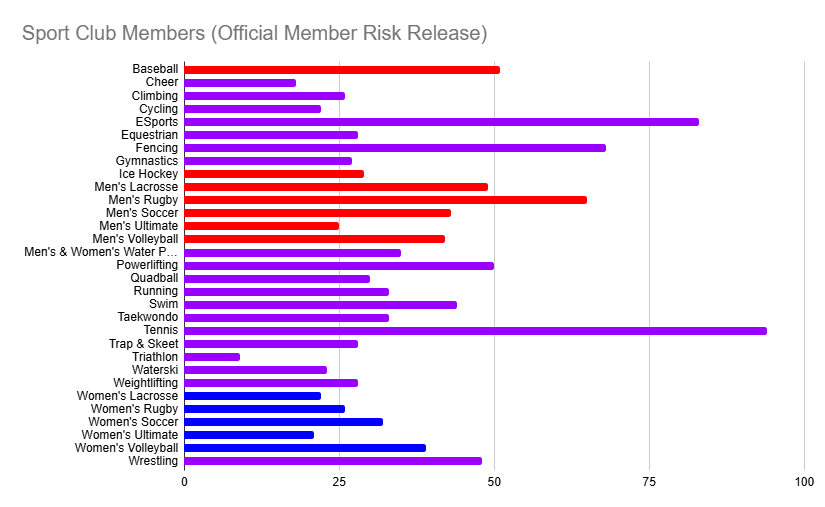 Sport Club Members (Official Member Risk Release)
Baseball
Cheer
Climbing
Cycling
ESports
Equestrian
Fencing
Gymnastics
Ice Hockey
Men's Lacrosse
Men's Rugby
Men's Soccer
Men's Ultimate
Men's Volleyball
Men's & Women's Water P…
Powerlifting
Quadball
Running
Swim
Taekwondo
Tennis
Trap & Skeet
Triathlon
Waterski
Weightlifting
Women's Lacrosse
Women's Rugby
Women's Soccer
Women's Ultimate
Women's Volleyball
Wrestling
0 25 50 75 100